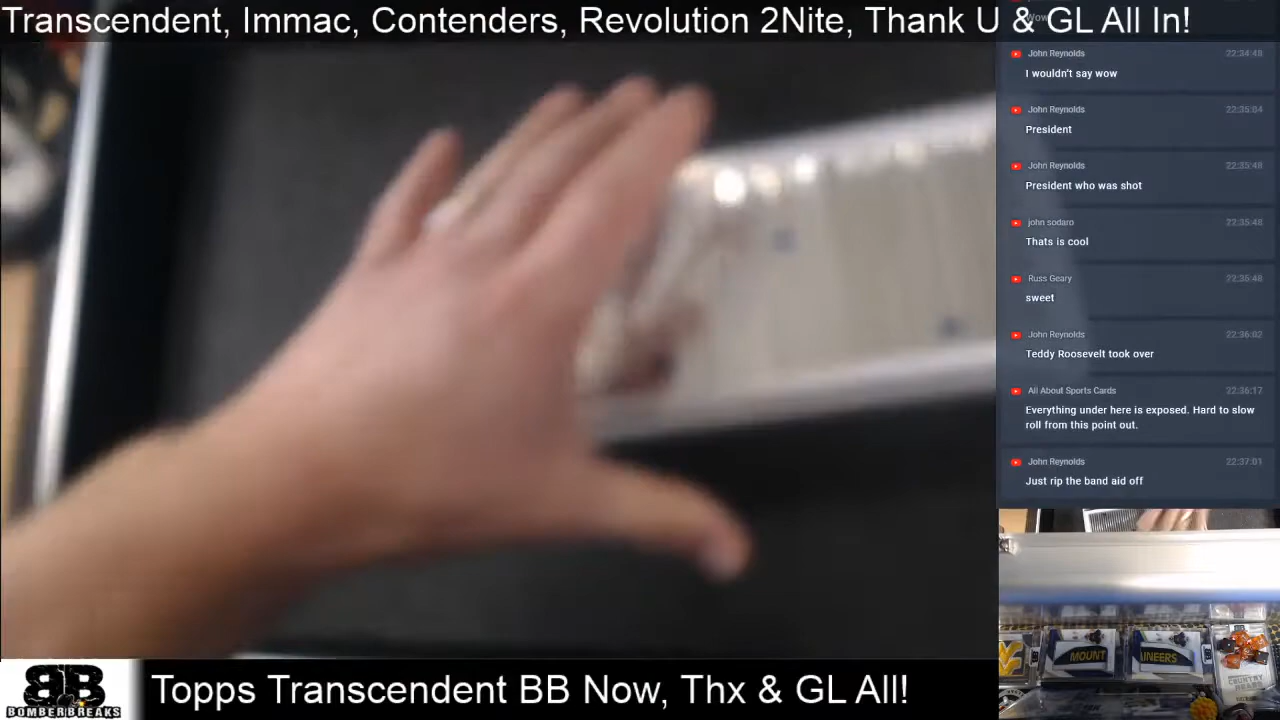 Transcendent, Immac, Contenders, Revolution 2Nite, Thank U & GL All In!
Wow
John Reynolds 22:34:48
I wouldn't say wow
John Reynolds 22:35:04
President
John Reynolds 22:35:48
President who was shot
john sodaro 22:35:48
Thats is cool
Russ Geary 22:35:48
sweet
John Reynolds 22:36:02
Teddy Roosevelt took over
All About Sports Cards 22:36:17
Everything under here is exposed. Hard to slow
roll from this point out.
John Reynolds 22:37:01
Just rip the band aid off
MOUNT
AINEERS
BB
BOMBERBREAKS
Topps Transcendent BB Now, Thx & GL All!